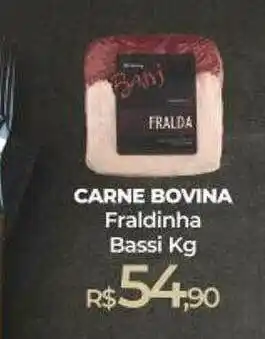 Bassi
FRALDA
CARNE BOVINA
Fraldinha
Bassi Kg
R$54,90